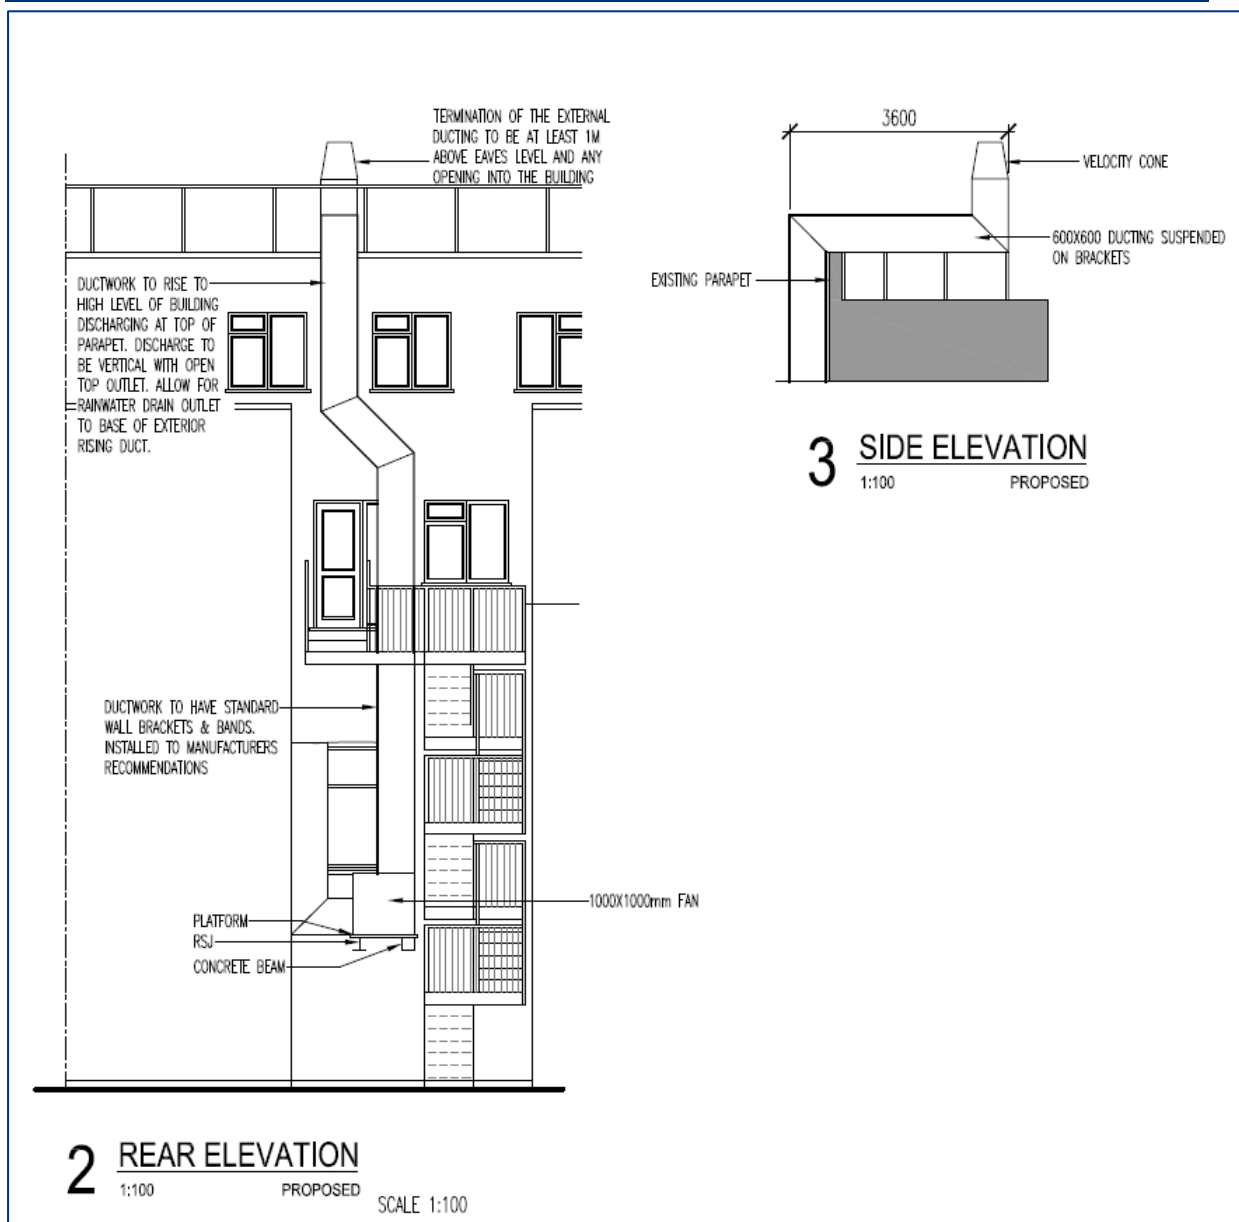 TERMINATION OF THE EXTERNAL
DUCTING TO BE AT LEAST 1M
ABOVE EAVES LEVEL AND ANY
OPENING INTO THE BUILDING
DUCTWORK TO RISE TO
HIGH LEVEL OF BUILDING
DISCHARGING AT TOP OF
PARAPET. DISCHARGE TO
BE VERTICAL WITH OPEN
TOP OUTLET. ALLOW FOR
RAINWATER DRAIN OUTLET
TO BASE OF EXTERIOR
RISING DUCT.
DUCTWORK TO HAVE STANDARD
WALL BRACKETS & BANDS.
INSTALLED TO MANUFACTURERS
RECOMMENDATIONS
1000X1000mm FAN
PLATFORM
RSJ
CONCRETE BEAM
2 REAR ELEVATION
1:100 PROPOSED
SCALE 1:100
3600
VELOCITY CONE
600X600 DUCTING SUSPENDED
ON BRACKETS
EXISTING PARAPET
3 SIDE ELEVATION
1:100 PROPOSED